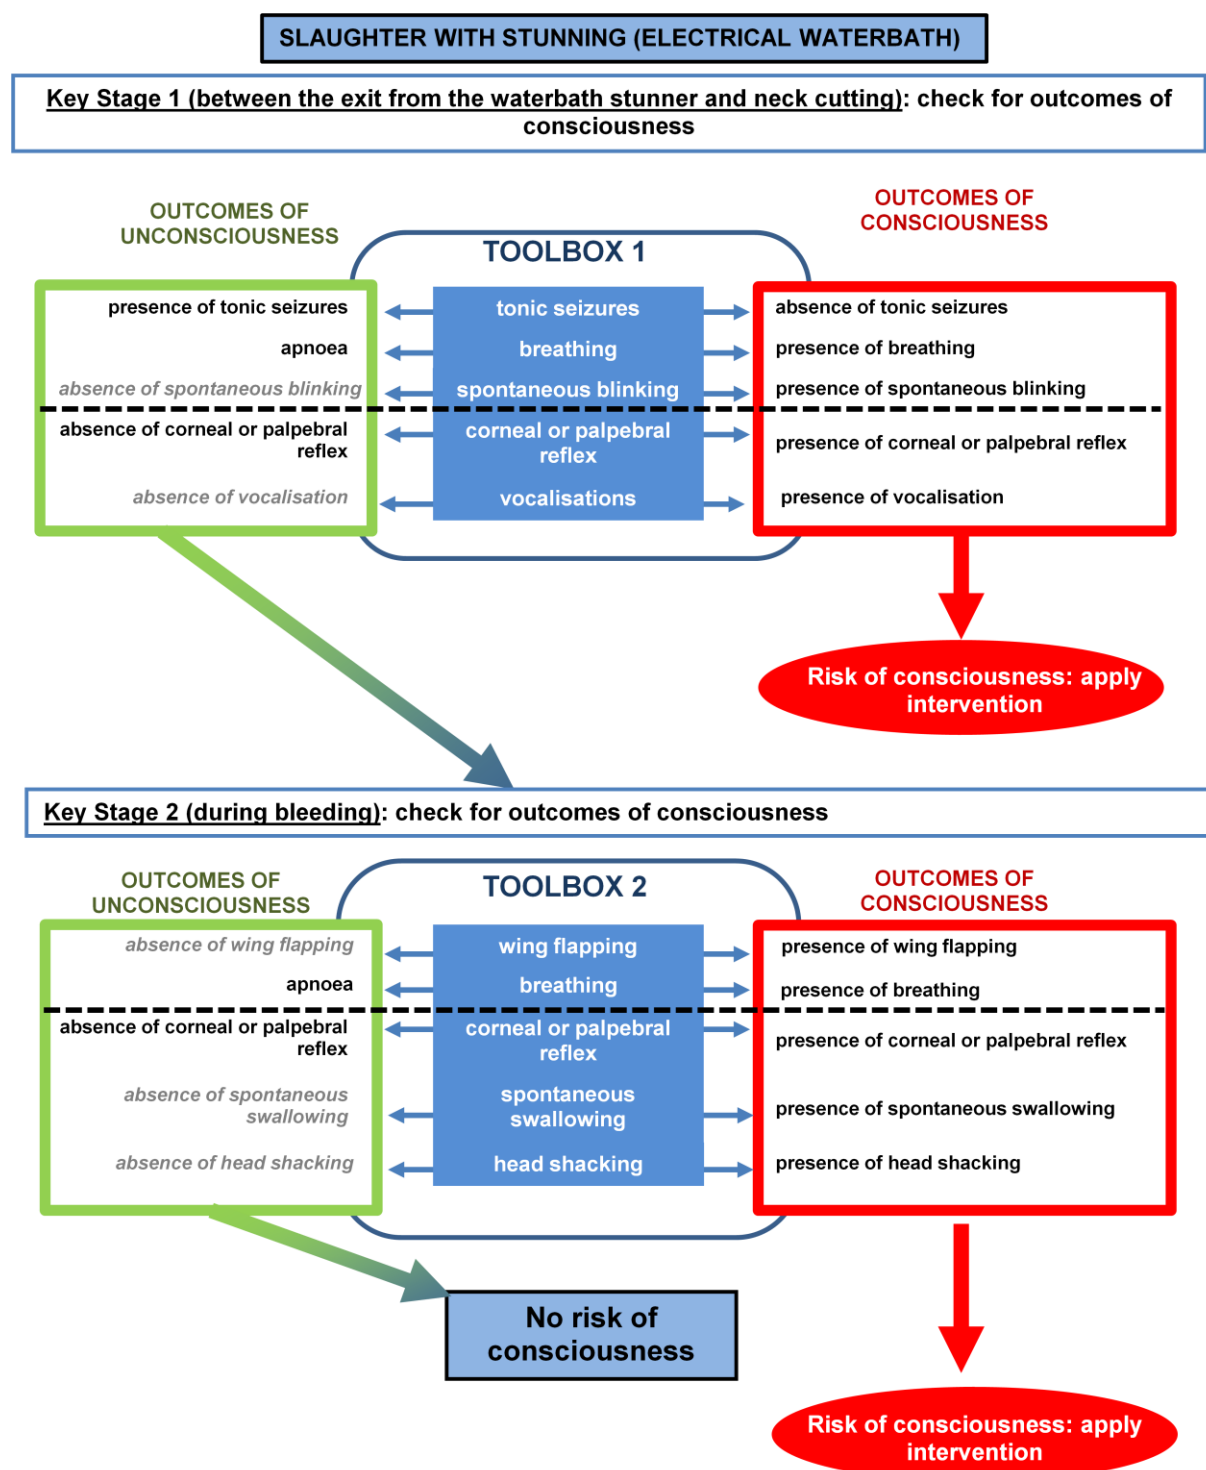 SLAUGHTER WITH STUNNING (ELECTRICAL WATERBATH)
Key Stage 1 (between the exit from the waterbath stunner and neck cutting): check for outcomes of
consciousness
OUTCOMES OF
UNCONSCIOUSNESS
TOOLBOX 1
OUTCOMES OF
CONSCIOUSNESS
presence of tonic seizures
tonic seizures
absence of tonic seizures
apnoea
breathing
presence of breathing
absence of spontaneous blinking
spontaneous blinking
presence of spontaneous blinking
absence of corneal or palpebral
reflex
corneal or palpebral
reflex
presence of corneal or palpebral reflex
absence of vocalisation
vocalisations
presence of vocalisation
Risk of consciousness: apply
intervention
Key Stage 2 (during bleeding): check for outcomes of consciousness
OUTCOMES OF
UNCONSCIOUSNESS
TOOLBOX 2
OUTCOMES OF
CONSCIOUSNESS
absence of wing flapping
wing flapping
presence of wing flapping
apnoea
breathing
presence of breathing
absence of corneal or palpebral
reflex
corneal or palpebral
reflex
presence of corneal or palpebral reflex
absence of spontaneous
swallowing
spontaneous
swallowing
presence of spontaneous swallowing
absence of head shacking
head shacking
presence of head shacking
No risk of
consciousness
Risk of consciousness: apply
intervention